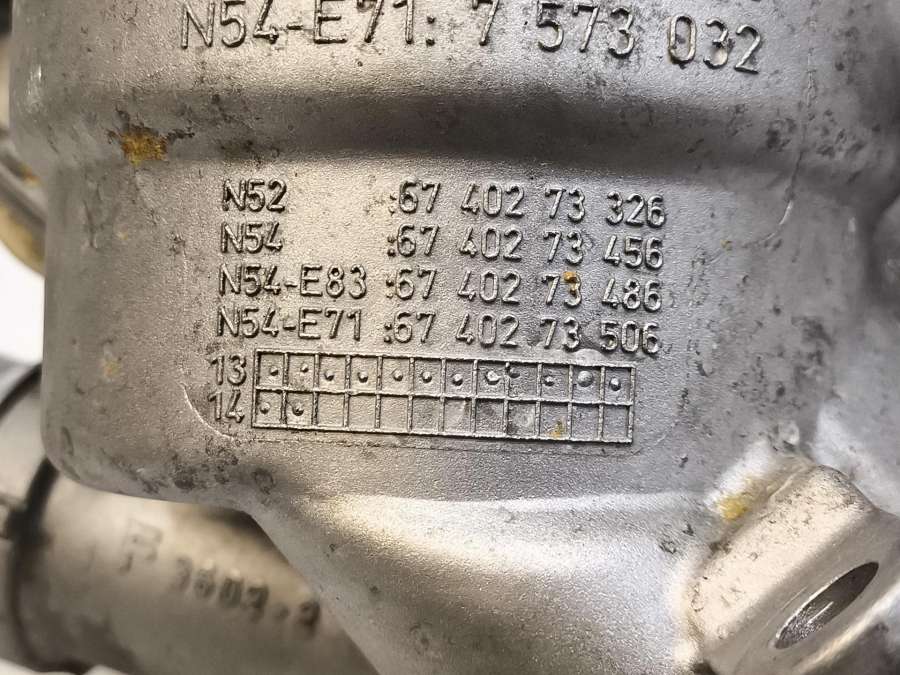 N54-E71: 7 573 032
N52 :67 402 73 326
N54 :67 402 73 456
N54-E83 :67 402 73 486
N54-E71 :67 402 73 506
13
14